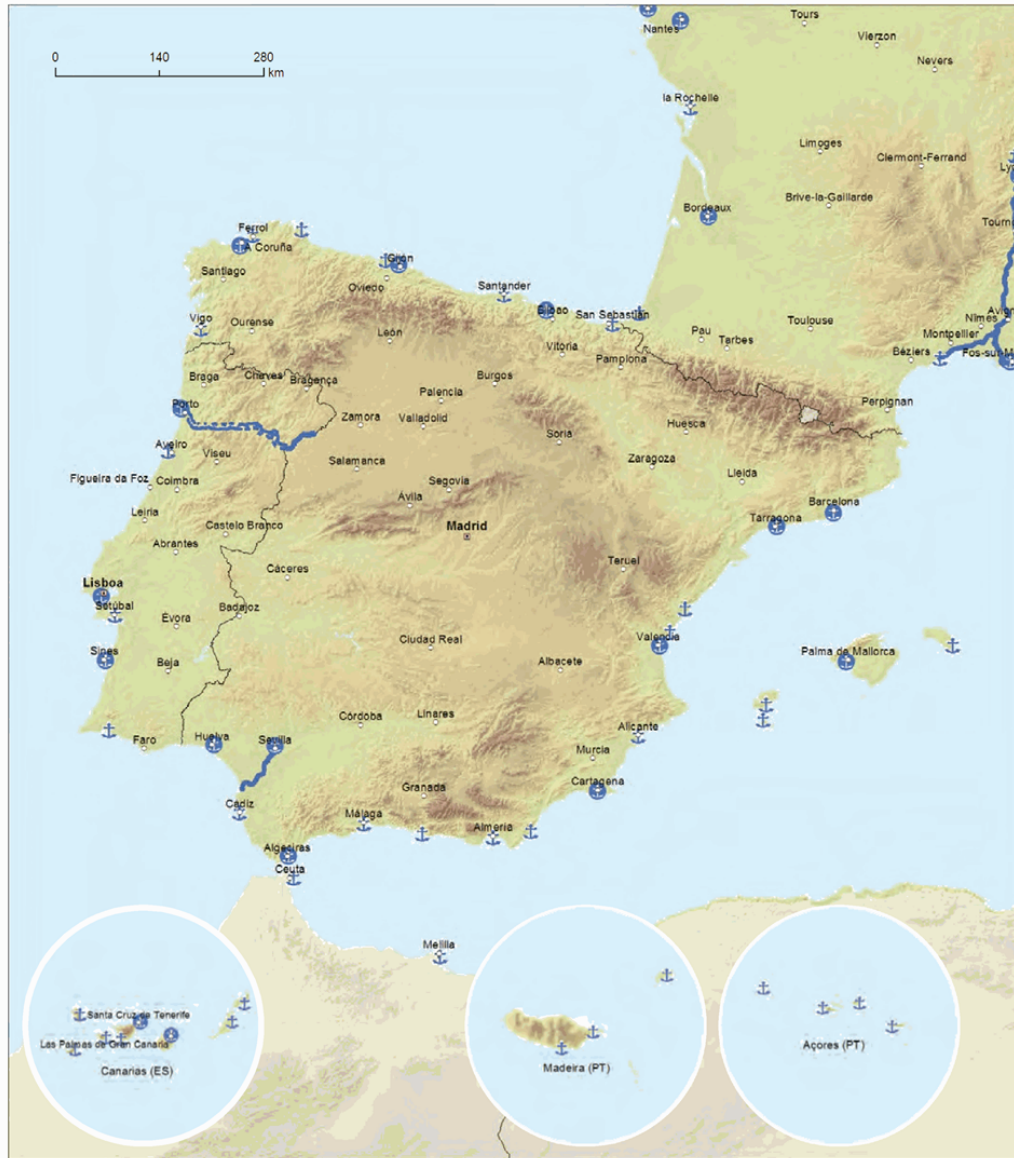 Tours
Nantes
Vierzon
Nevers
0 140 280
km
la Rochelle
Limoges
Clermont-Ferrand
Brive-la-Gaillarde
Bordeaux
Ferrol
A Coruña
Gijón
Santiago
Oviedo
Santander
Bilbao
San Sebastián
Vigo
Ourense
León
Vitoria
Pamplona
Pau
Tarbes
Toulouse
Nîmes
Montpellier
Béziers
Braga
Chaves
Bragança
Palencia
Burgos
Perpignan
Porto
Zamora
Valladolid
Soria
Huesca
Aveiro
Viseu
Salamanca
Segovia
Zaragoza
Lleida
Figueira da Foz
Coimbra
Ávila
Barcelona
Leiria
Castelo Branco
Madrid
Tarragona
Abrantes
Cáceres
Teruel
Lisboa
Setúbal
Évora
Badajoz
Ciudad Real
Valencia
Sines
Beja
Albacete
Palma de Mallorca
Faro
Huelva
Sevilla
Córdoba
Linares
Alicante
Murcia
Cartagena
Cadiz
Granada
Málaga
Almeria
Algeciras
Ceuta
Melilla
Santa Cruz de Tenerife
Las Palmas de Gran Canaria
Canarias (ES)
Madeira (PT)
Açores (PT)